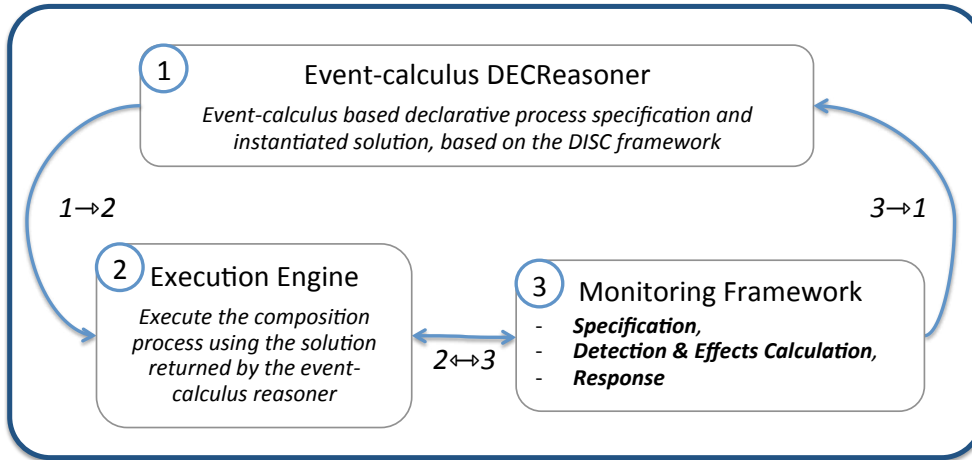 1
Event-calculus DECReasoner
Event-calculus based declarative process specification and
instantiated solution, based on the DISC framework
1→2
3→1
2
Execution Engine
Execute the composition
process using the solution
returned by the event-
calculus reasoner
2↔3
3
Monitoring Framework
- Specification,
- Detection & Effects Calculation,
- Response